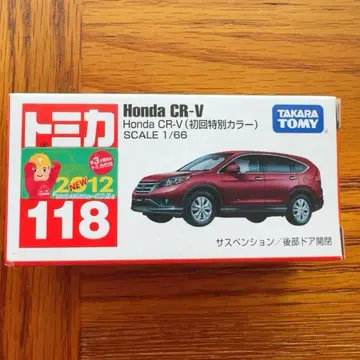 トミカ
Honda CR-V
Honda CR-V（初回特別カラー）
SCALE 1/66
TAKARA
TOMY
2012
NEW
118
サスペンション／後部ドア開閉